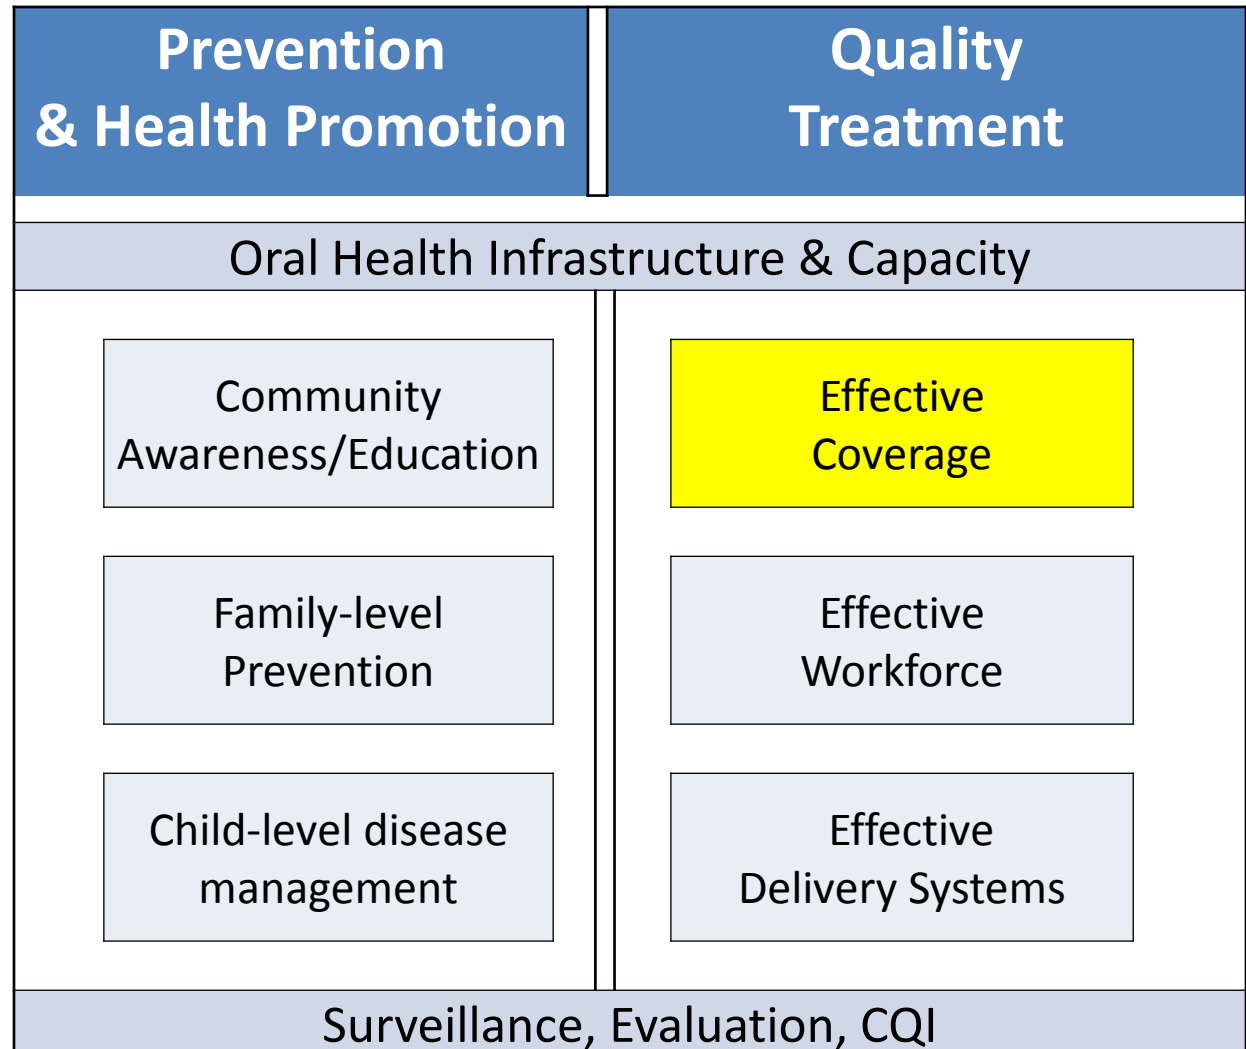 Prevention
& Health Promotion
Quality
Treatment
Oral Health Infrastructure & Capacity
Community
Awareness/Education
Family-level
Prevention
Child-level disease
management
Effective
Coverage
Effective
Workforce
Effective
Delivery Systems
Surveillance, Evaluation, CQI